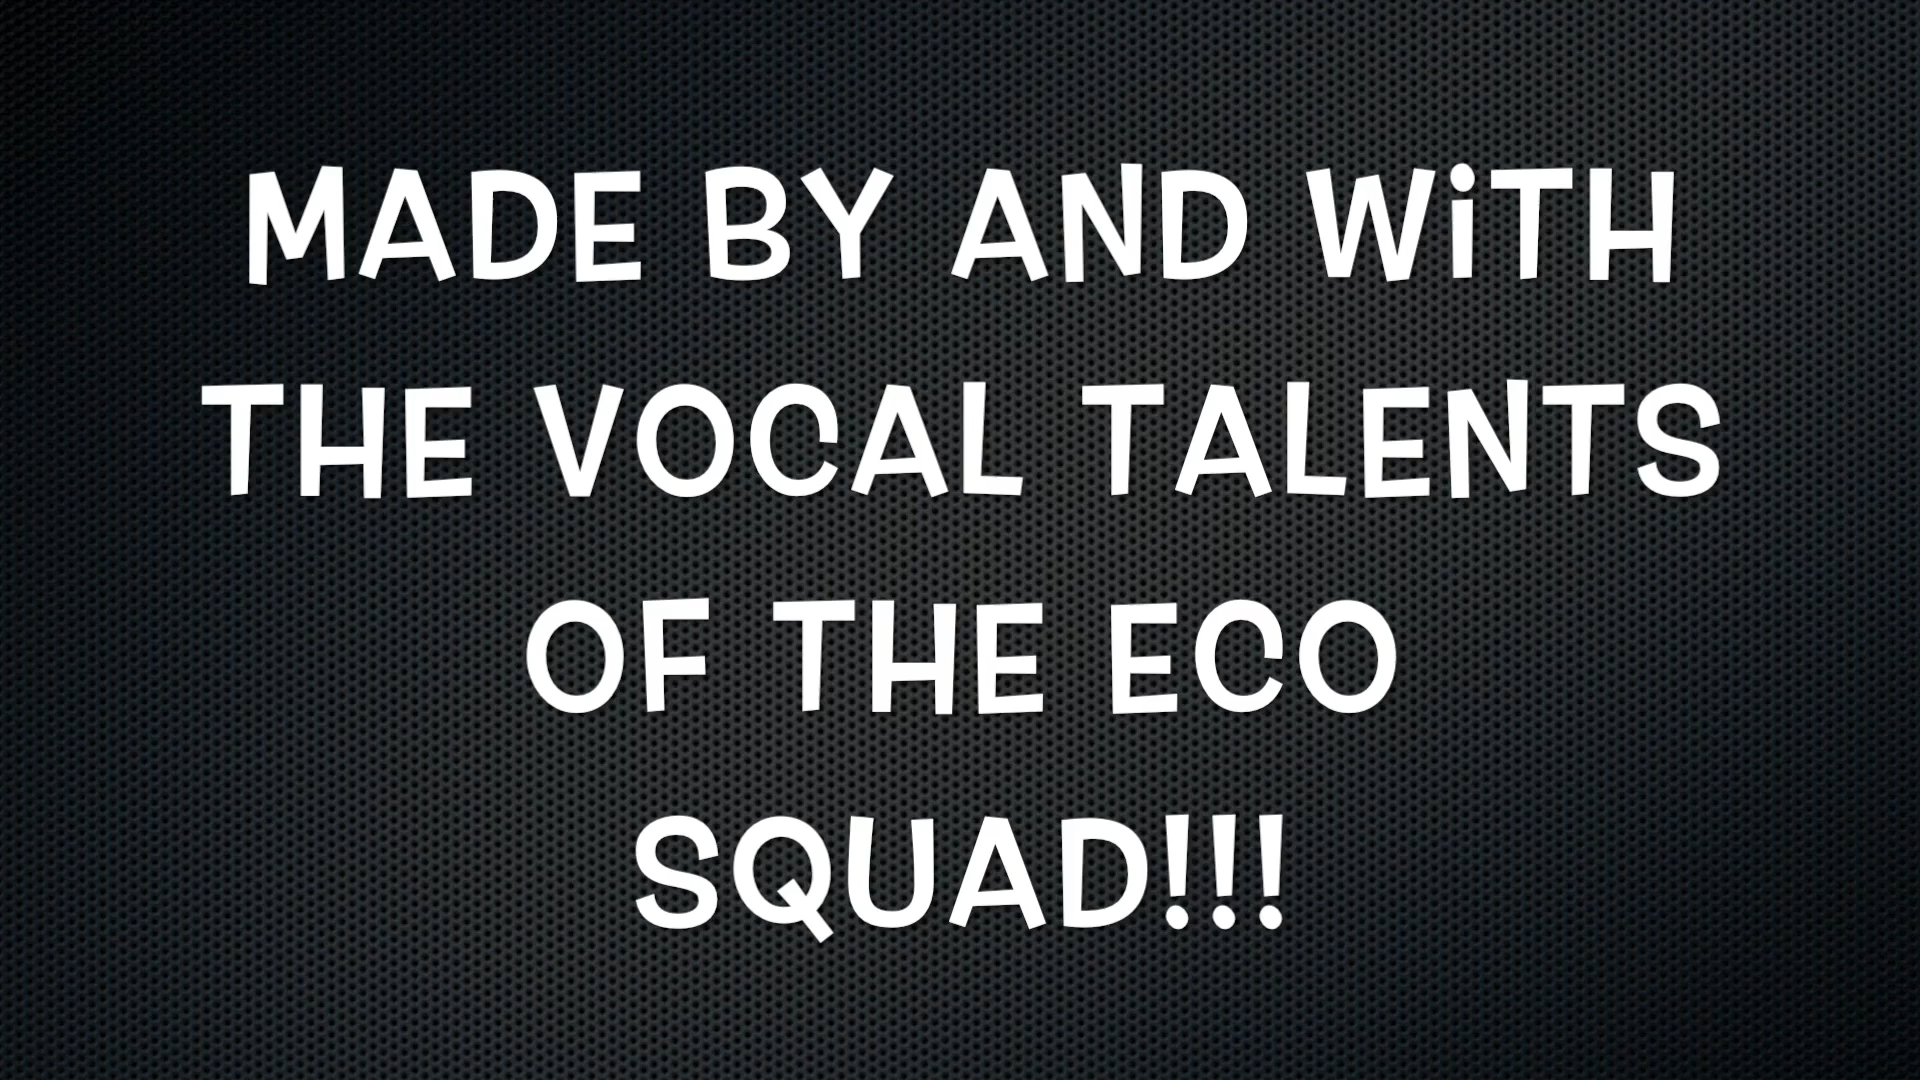 MADE BY AND WiTH
THE VOCAL TALENTS
OF THE ECO
SQUAD!!!